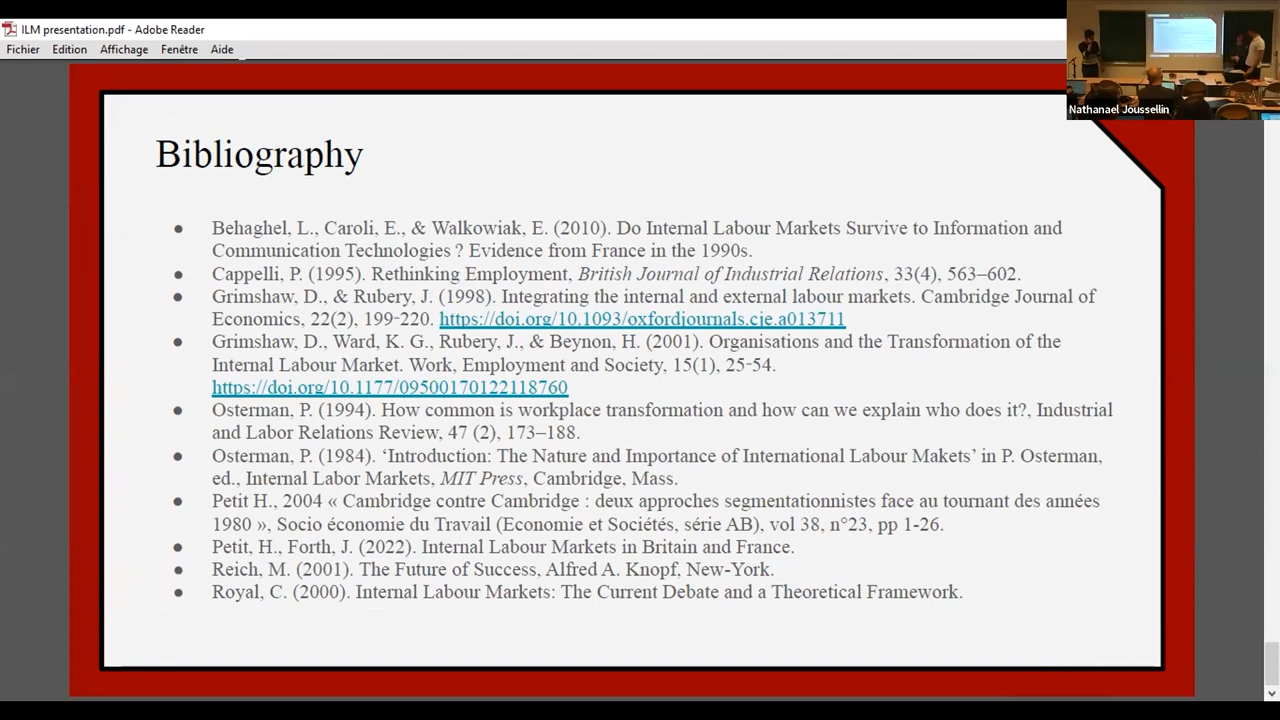 ILM presentation.pdf - Adobe Reader
Fichier Edition Affichage Fenêtre Aide
Nathanael Joussellin
Bibliography
● Behaghel, L., Caroli, E., & Walkowiak, E. (2010). Do Internal Labour Markets Survive to Information and
Communication Technologies ? Evidence from France in the 1990s.
● Cappelli, P. (1995). Rethinking Employment, British Journal of Industrial Relations, 33(4), 563–602.
● Grimshaw, D., & Rubery, J. (1998). Integrating the internal and external labour markets. Cambridge Journal of
Economics, 22(2), 199-220. https://doi.org/10.1093/oxfordjournals.cje.a013711
● Grimshaw, D., Ward, K. G., Rubery, J., & Beynon, H. (2001). Organisations and the Transformation of the
Internal Labour Market. Work, Employment and Society, 15(1), 25-54.
https://doi.org/10.1177/09500170122118760
● Osterman, P. (1994). How common is workplace transformation and how can we explain who does it?, Industrial
and Labor Relations Review, 47 (2), 173–188.
● Osterman, P. (1984). ‘Introduction: The Nature and Importance of International Labour Makets’ in P. Osterman,
ed., Internal Labor Markets, MIT Press, Cambridge, Mass.
● Petit H., 2004 « Cambridge contre Cambridge : deux approches segmentationnistes face au tournant des années
1980 », Socio économie du Travail (Economie et Sociétés, série AB), vol 38, n°23, pp 1-26.
● Petit, H., Forth, J. (2022). Internal Labour Markets in Britain and France.
● Reich, M. (2001). The Future of Success, Alfred A. Knopf, New-York.
● Royal, C. (2000). Internal Labour Markets: The Current Debate and a Theoretical Framework.